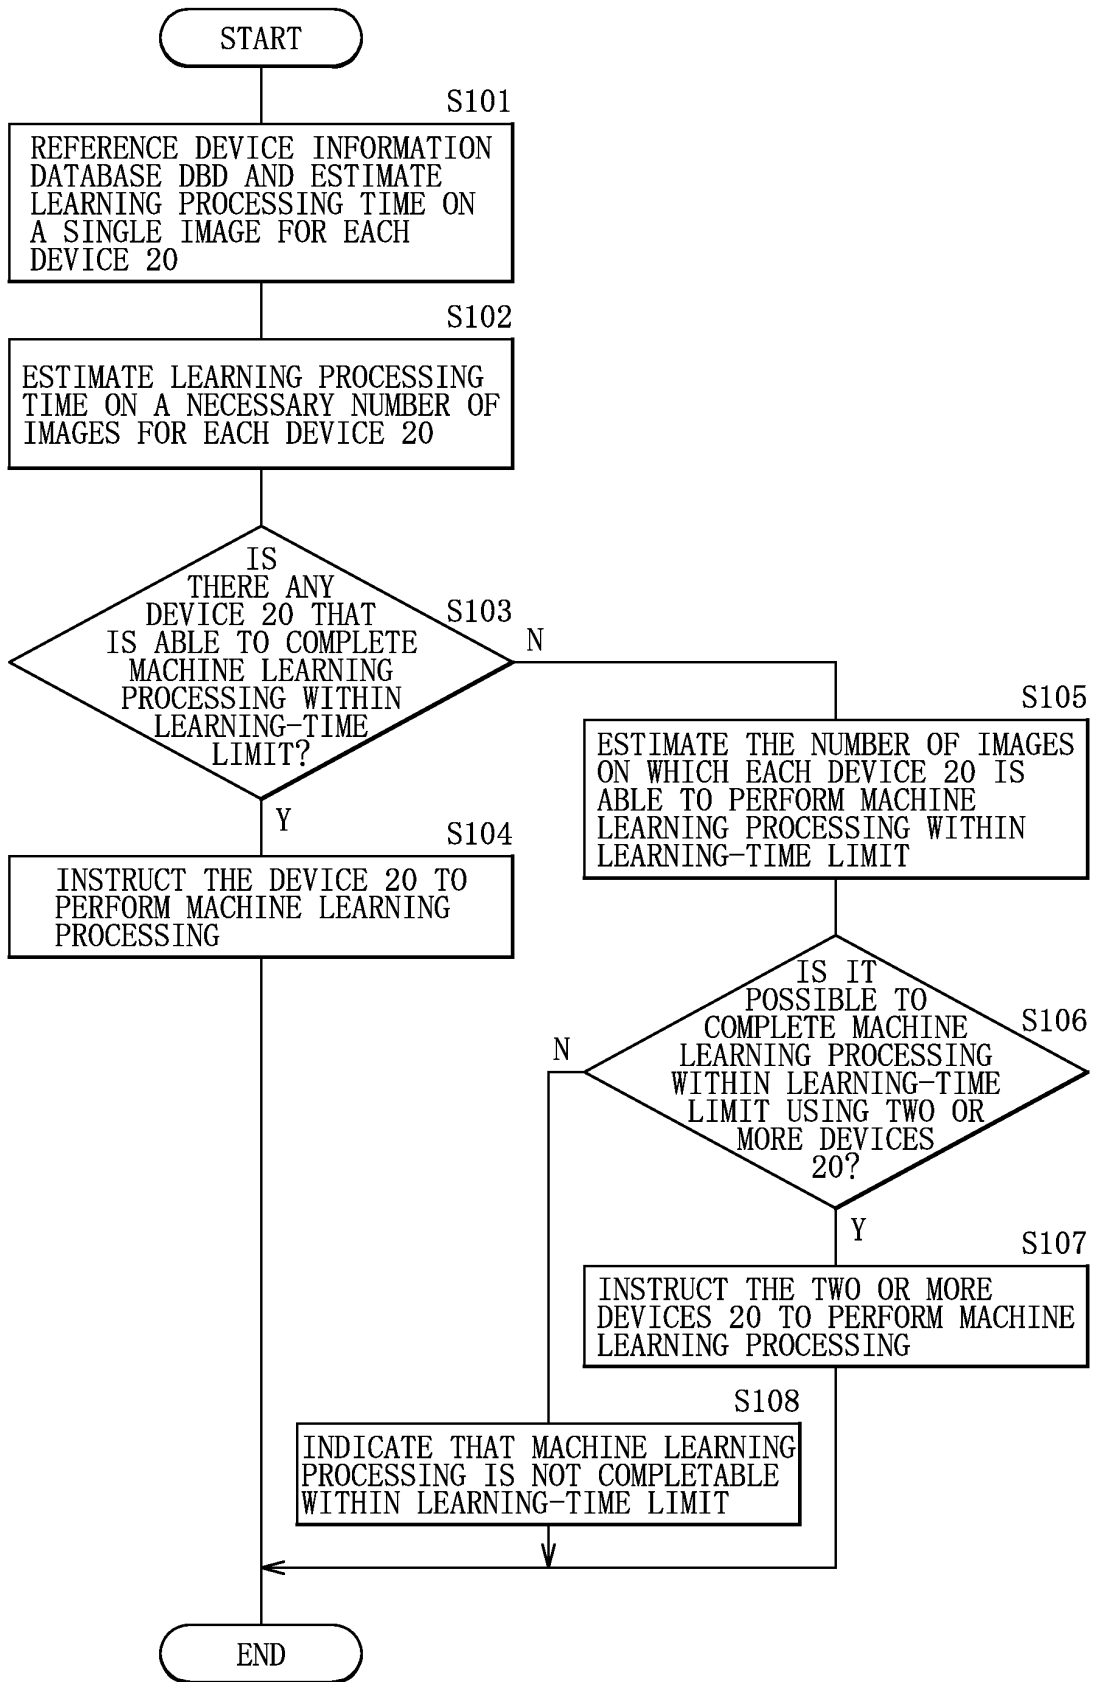 START
S101
REFERENCE DEVICE INFORMATION
DATABASE DBD AND ESTIMATE
LEARNING PROCESSING TIME ON
A SINGLE IMAGE FOR EACH
DEVICE 20
S102
ESTIMATE LEARNING PROCESSING
TIME ON A NECESSARY NUMBER OF
IMAGES FOR EACH DEVICE 20
S103
IS
THERE ANY
DEVICE 20 THAT
IS ABLE TO COMPLETE
MACHINE LEARNING
PROCESSING WITHIN
LEARNING-TIME
LIMIT?
N
Y
S104
INSTRUCT THE DEVICE 20 TO
PERFORM MACHINE LEARNING
PROCESSING
S105
ESTIMATE THE NUMBER OF IMAGES
ON WHICH EACH DEVICE 20 IS
ABLE TO PERFORM MACHINE
LEARNING PROCESSING WITHIN
LEARNING-TIME LIMIT
S106
IS IT
POSSIBLE TO
COMPLETE MACHINE
LEARNING PROCESSING
WITHIN LEARNING-TIME
LIMIT USING TWO OR
MORE DEVICES
20?
N
Y
S107
INSTRUCT THE TWO OR MORE
DEVICES 20 TO PERFORM MACHINE
LEARNING PROCESSING
S108
INDICATE THAT MACHINE LEARNING
PROCESSING IS NOT COMPLETABLE
WITHIN LEARNING-TIME LIMIT
END